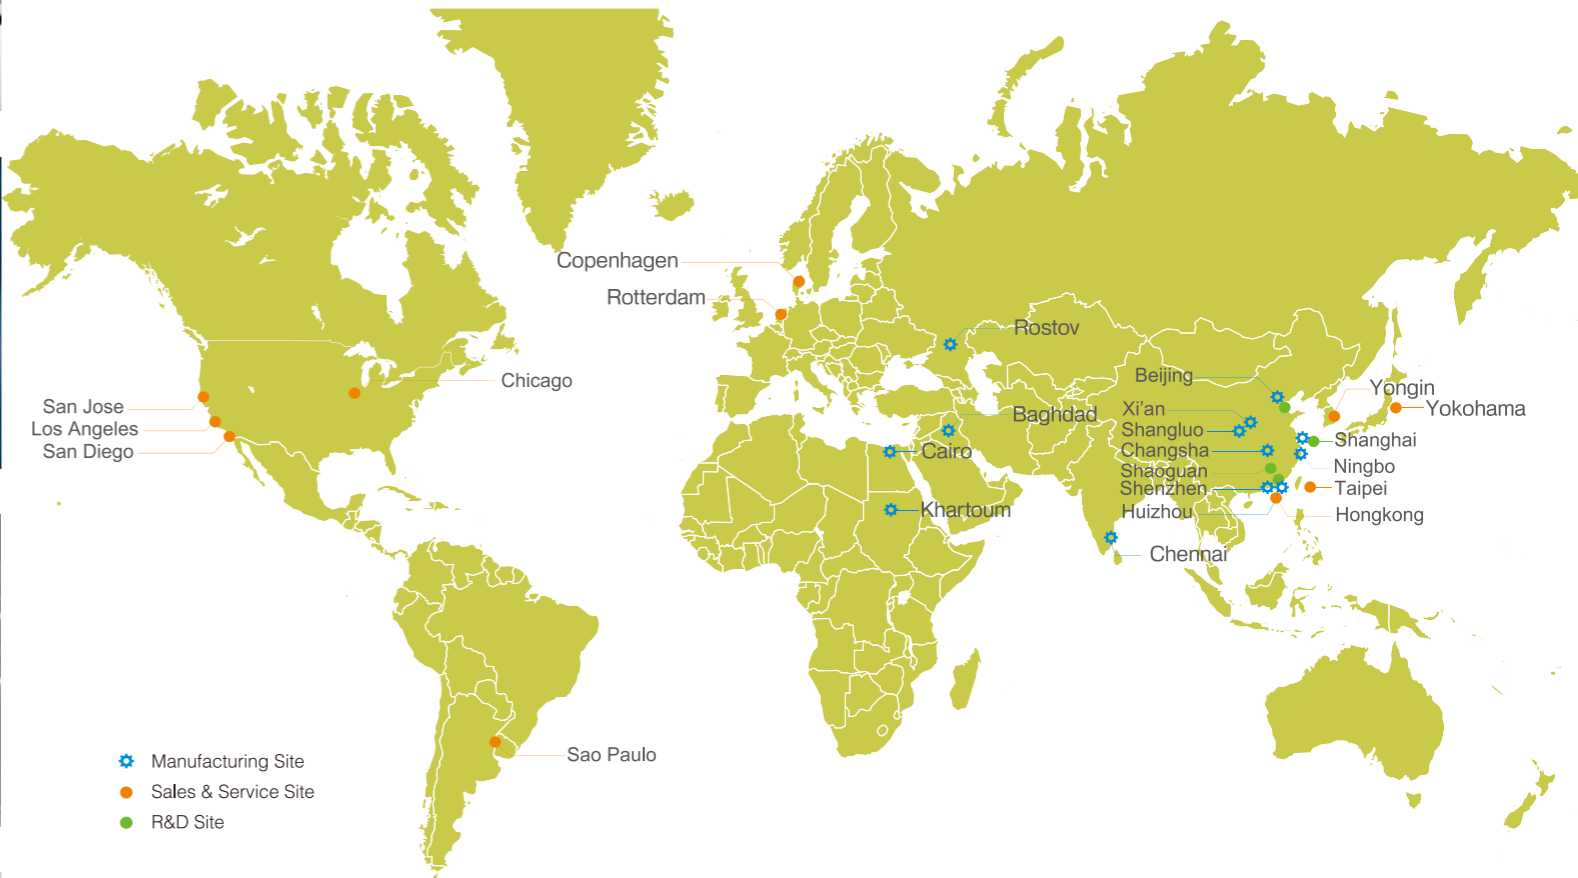 Copenhagen
Rotterdam
Rostov
Chicago
San Jose
Los Angeles
San Diego
Beijing
Yongin
Yokohama
Xi'an
Baghdad
Shangluo
Cairo
Changsha
Shanghai
Shaoguan
Ningbo
Shenzhen
Taipei
Khartoum
Huizhou
Hongkong
Chennai
Sao Paulo
Manufacturing Site
Sales & Service Site
R&D Site